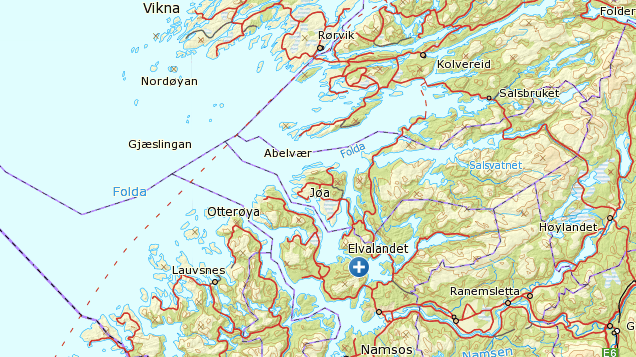 Vikna
Folder
Rørvik
Kolvereid
Nordøyan
Salsbruket
Gjæslingan
Abelvær
Folda
Salsvatnet
Folda
Jøa
Otterøya
Høylandet
Elvalandet
Lauvsnes
Ranemsletta
G
Namsos
Namsen
E6